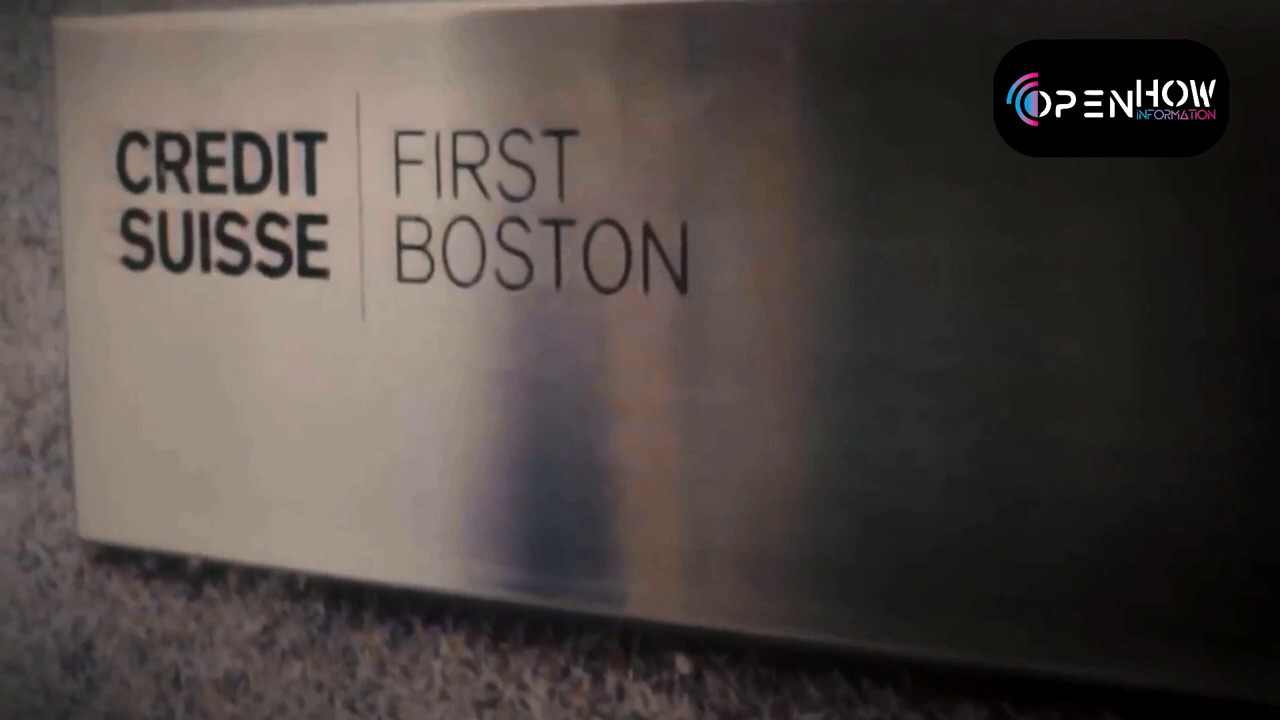 CREDIT
SUISSE
FIRST
BOSTON
OPENHOW
INFORMATION